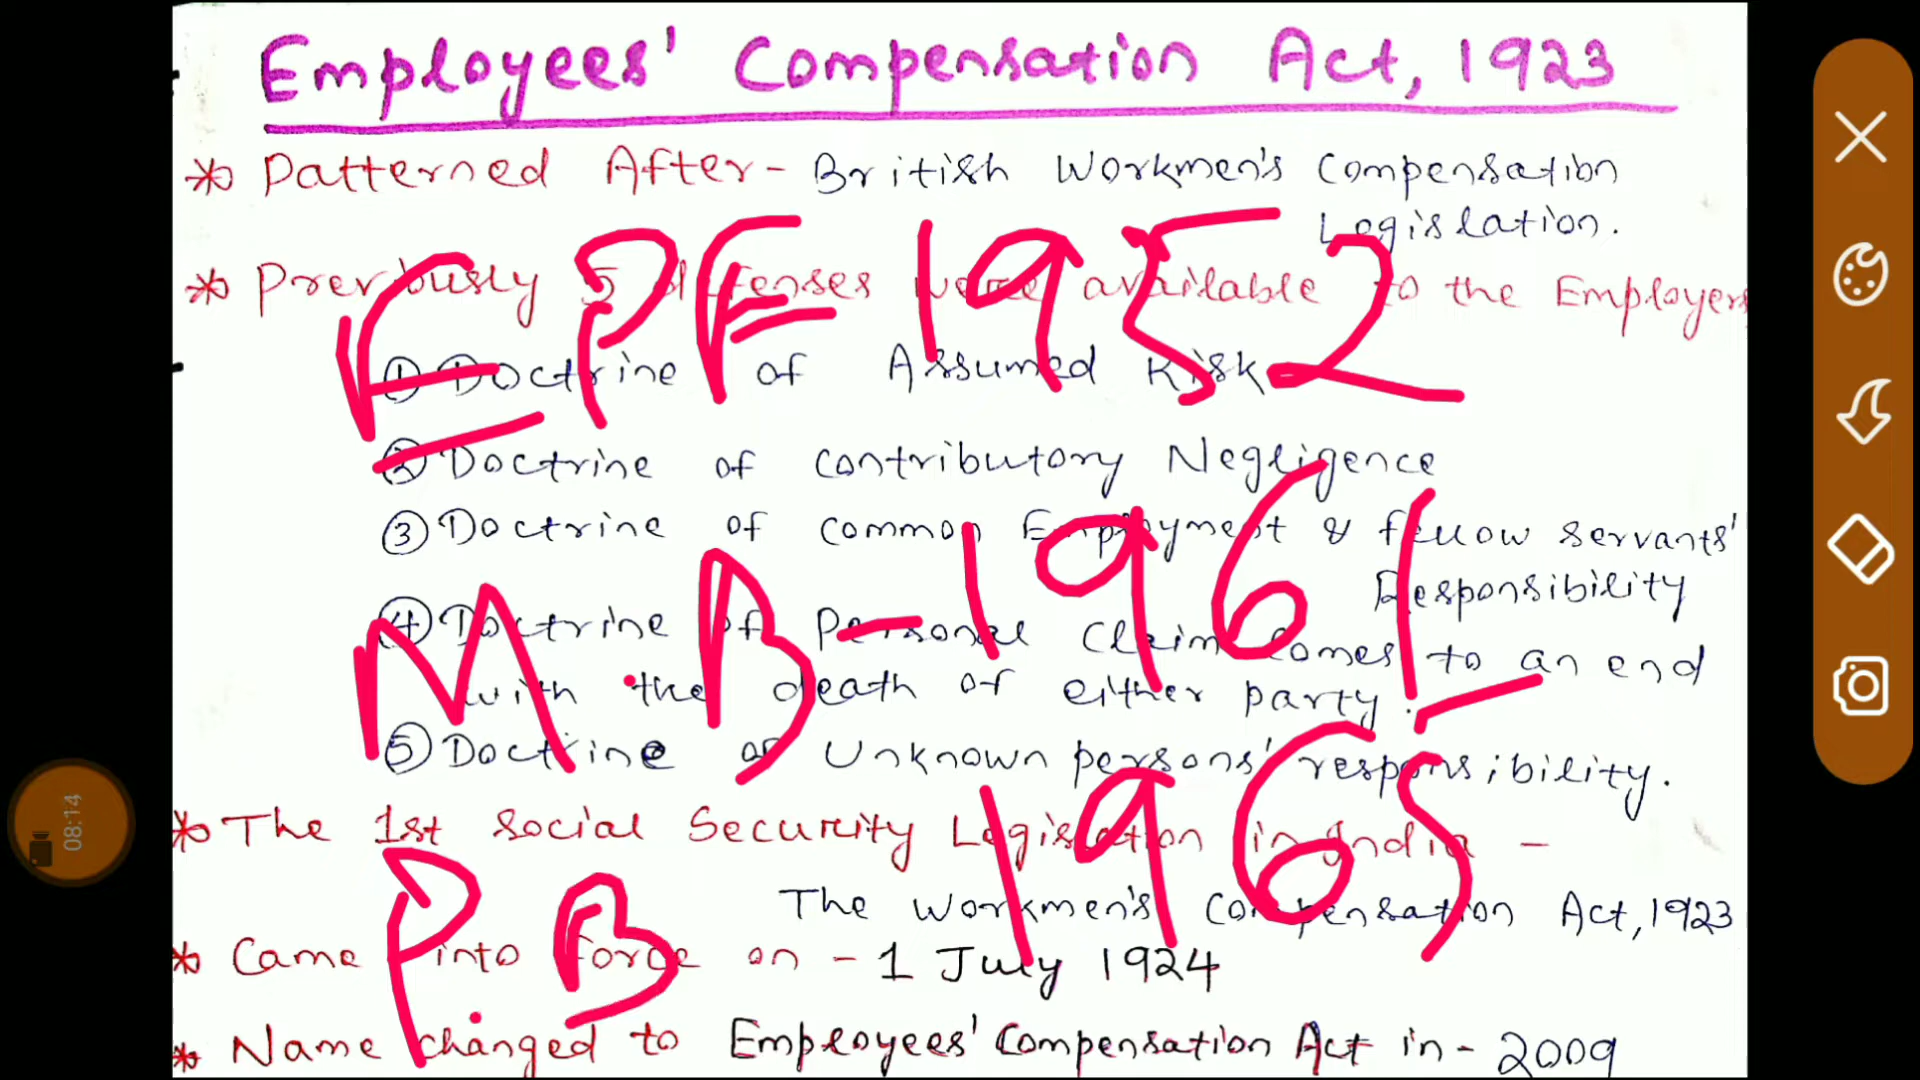 Employees' Compensation Act, 1923
* Patterned After - British Workmen's Compensation
Legislation.
* Previously 5 defenses were available to the Employers
① Doctrine of Assumed Risk
② Doctrine of Contributory Negligence
③ Doctrine of Common Employment & fellow servants'
Responsibility
④ Doctrine of Personal Claim comes to an end
with the death of either party.
⑤ Doctrine of Unknown persons' responsibility.
* The 1st Social Security Legislation in India -
The Workmen's Compensation Act, 1923
* Came into force on - 1 July 1924
* Name changed to Employees' Compensation Act in - 2009
EPF 1952
MB - 1961
PB 1965
08:14